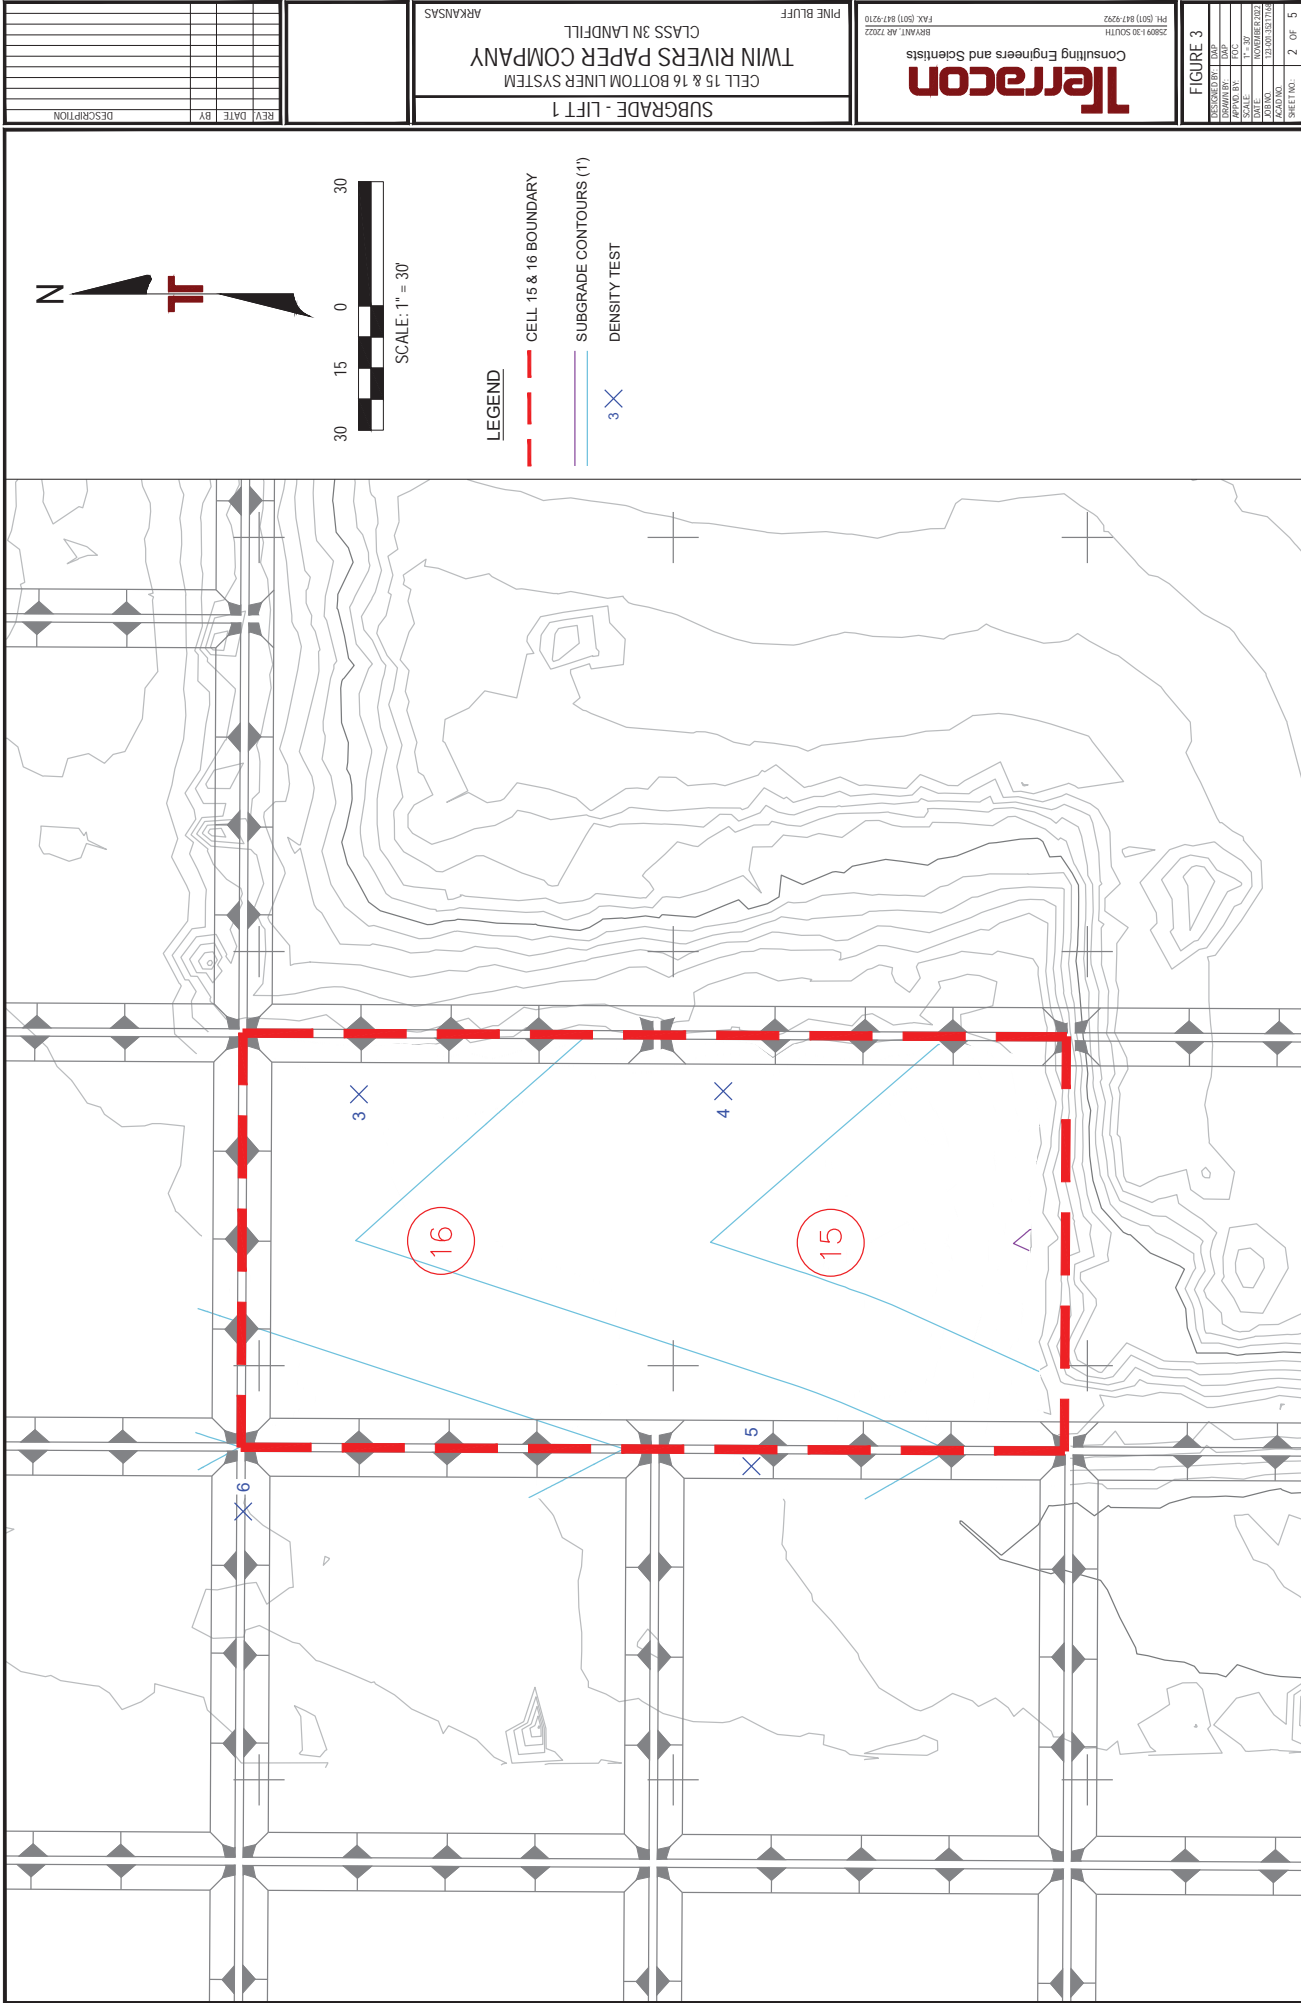 REV
DATE
BY
DESCRIPTION
SUBGRADE - LIFT 1
CELL 15 & 16 BOTTOM LINER SYSTEM
TWIN RIVERS PAPER COMPANY
CLASS 3N LANDFILL
PINE BLUFF
ARKANSAS
Terracon
Consulting Engineers and Scientists
25809 I-30 SOUTH
BRYANT, AR 72022
PH. (501) 847-9292
FAX. (501) 847-9210
FIGURE 3
DESIGNED BY: DAP
DRAWN BY: DAP
APPVD. BY: FOC
SCALE: 1" = 30'
DATE: NOVEMBER 2022
JOB NO.
ACAD NO.
SHEET NO.: 2 OF 5
N
30 15 0 30
SCALE: 1" = 30'
LEGEND
CELL 15 & 16 BOUNDARY
SUBGRADE CONTOURS (1')
3
DENSITY TEST
3
4
16
15
5
6